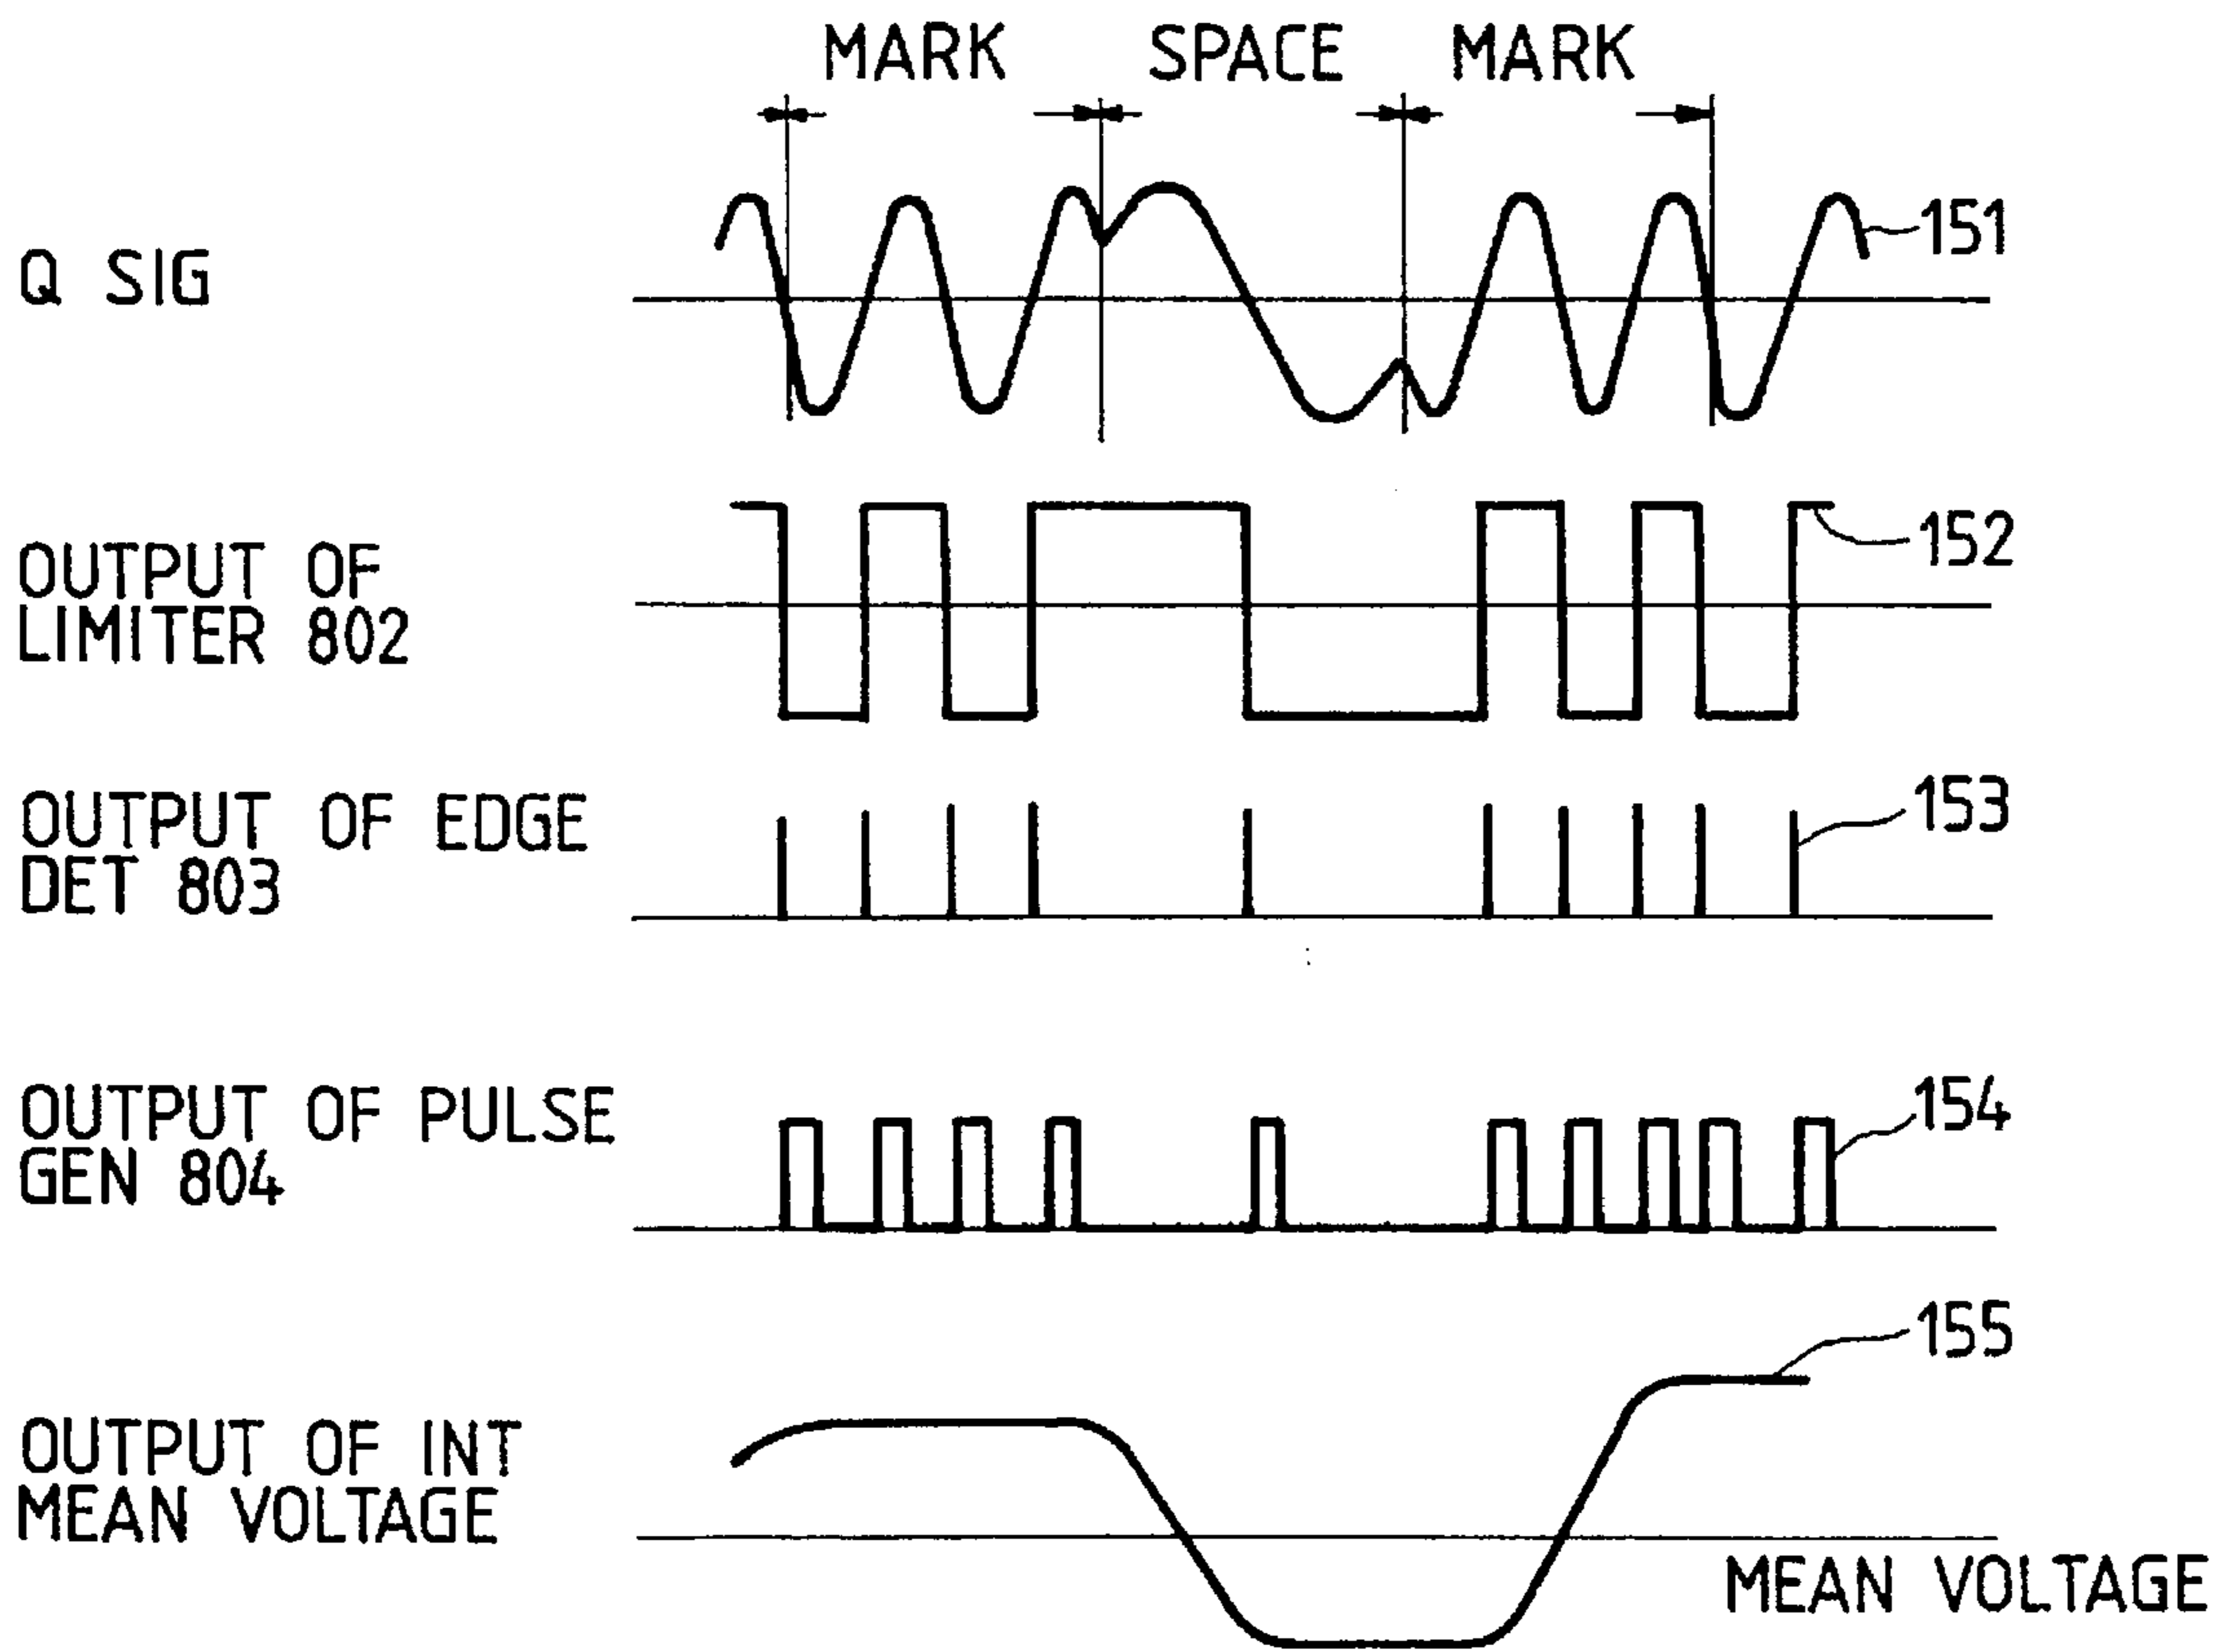 MARK SPACE MARK
Q SIG
151
OUTPUT OF
LIMITER 802
152
OUTPUT OF EDGE
DET 803
153
OUTPUT OF PULSE
GEN 804
154
155
OUTPUT OF INT
MEAN VOLTAGE
MEAN VOLTAGE